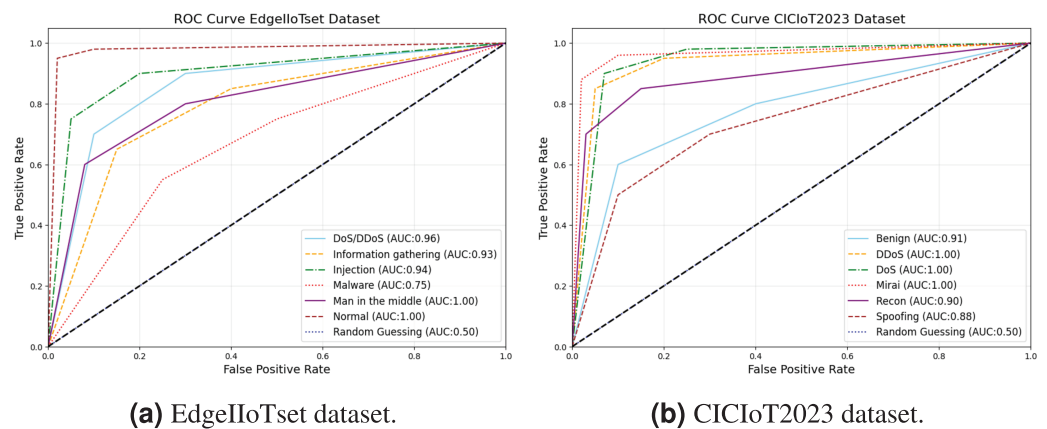 ROC Curve EdgeIIoTset Dataset
True Positive Rate
1.0
0.8
0.6
0.4
0.2
0.0
0.0 0.2 0.4 0.6 0.8 1.0
False Positive Rate
DoS/DDoS (AUC:0.96)
Information gathering (AUC:0.93)
Injection (AUC:0.94)
Malware (AUC:0.75)
Man in the middle (AUC:1.00)
Normal (AUC:1.00)
Random Guessing (AUC:0.50)
(a) EdgeIIoTset dataset.
ROC Curve CICIoT2023 Dataset
True Positive Rate
1.0
0.8
0.6
0.4
0.2
0.0
0.0 0.2 0.4 0.6 0.8 1.0
False Positive Rate
Benign (AUC:0.91)
DDoS (AUC:1.00)
DoS (AUC:1.00)
Mirai (AUC:1.00)
Recon (AUC:0.90)
Spoofing (AUC:0.88)
Random Guessing (AUC:0.50)
(b) CICIoT2023 dataset.